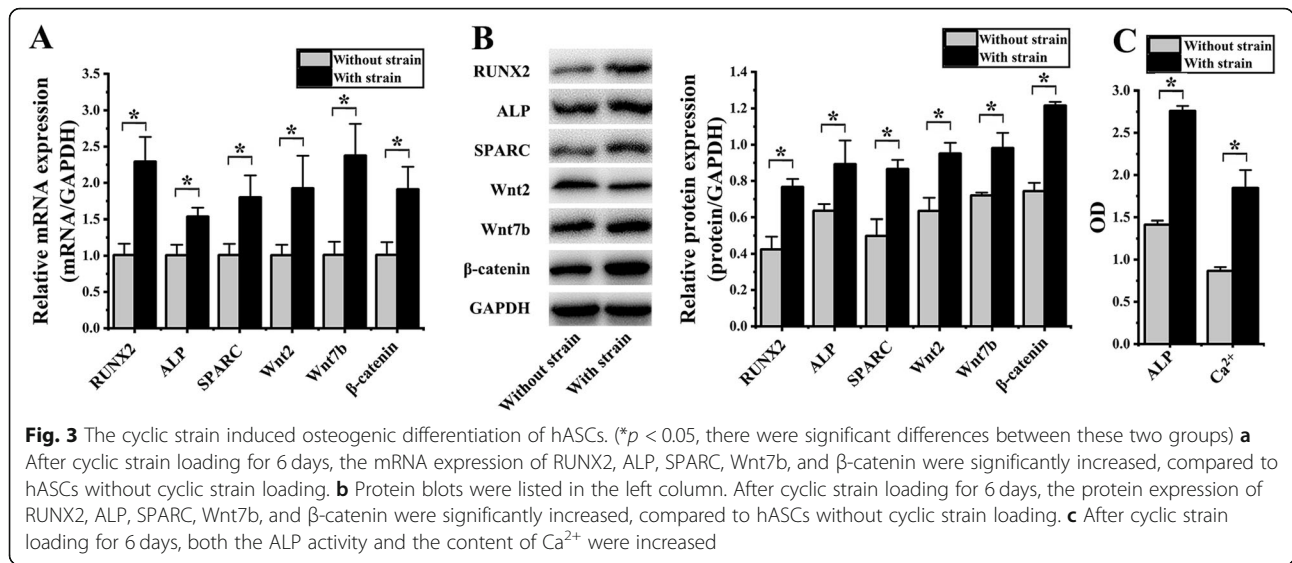 A
Without strain
With strain
Relative mRNA expression
(mRNA/GAPDH)
3.5
3.0
2.5
2.0
1.5
1.0
0.5
0.0
*
*
*
*
*
*
RUNX2
ALP
SPARC
Wnt2
Wnt7b
β-catenin
B
RUNX2
ALP
SPARC
Wnt2
Wnt7b
β-catenin
GAPDH
Without strain
With strain
Without strain
With strain
Relative protein expression
(protein/GAPDH)
1.4
1.2
1.0
0.8
0.6
0.4
0.2
0.0
*
*
*
*
*
*
RUNX2
ALP
SPARC
Wnt2
Wnt7b
β-catenin
C
Without strain
With strain
OD
3.0
2.5
2.0
1.5
1.0
0.5
0.0
*
*
ALP
Ca²⁺
Fig. 3 The cyclic strain induced osteogenic differentiation of hASCs. (*p < 0.05, there were significant differences between these two groups) a
After cyclic strain loading for 6 days, the mRNA expression of RUNX2, ALP, SPARC, Wnt7b, and β-catenin were significantly increased, compared to
hASCs without cyclic strain loading. b Protein blots were listed in the left column. After cyclic strain loading for 6 days, the protein expression of
RUNX2, ALP, SPARC, Wnt7b, and β-catenin were significantly increased, compared to hASCs without cyclic strain loading. c After cyclic strain
loading for 6 days, both the ALP activity and the content of Ca²⁺ were increased